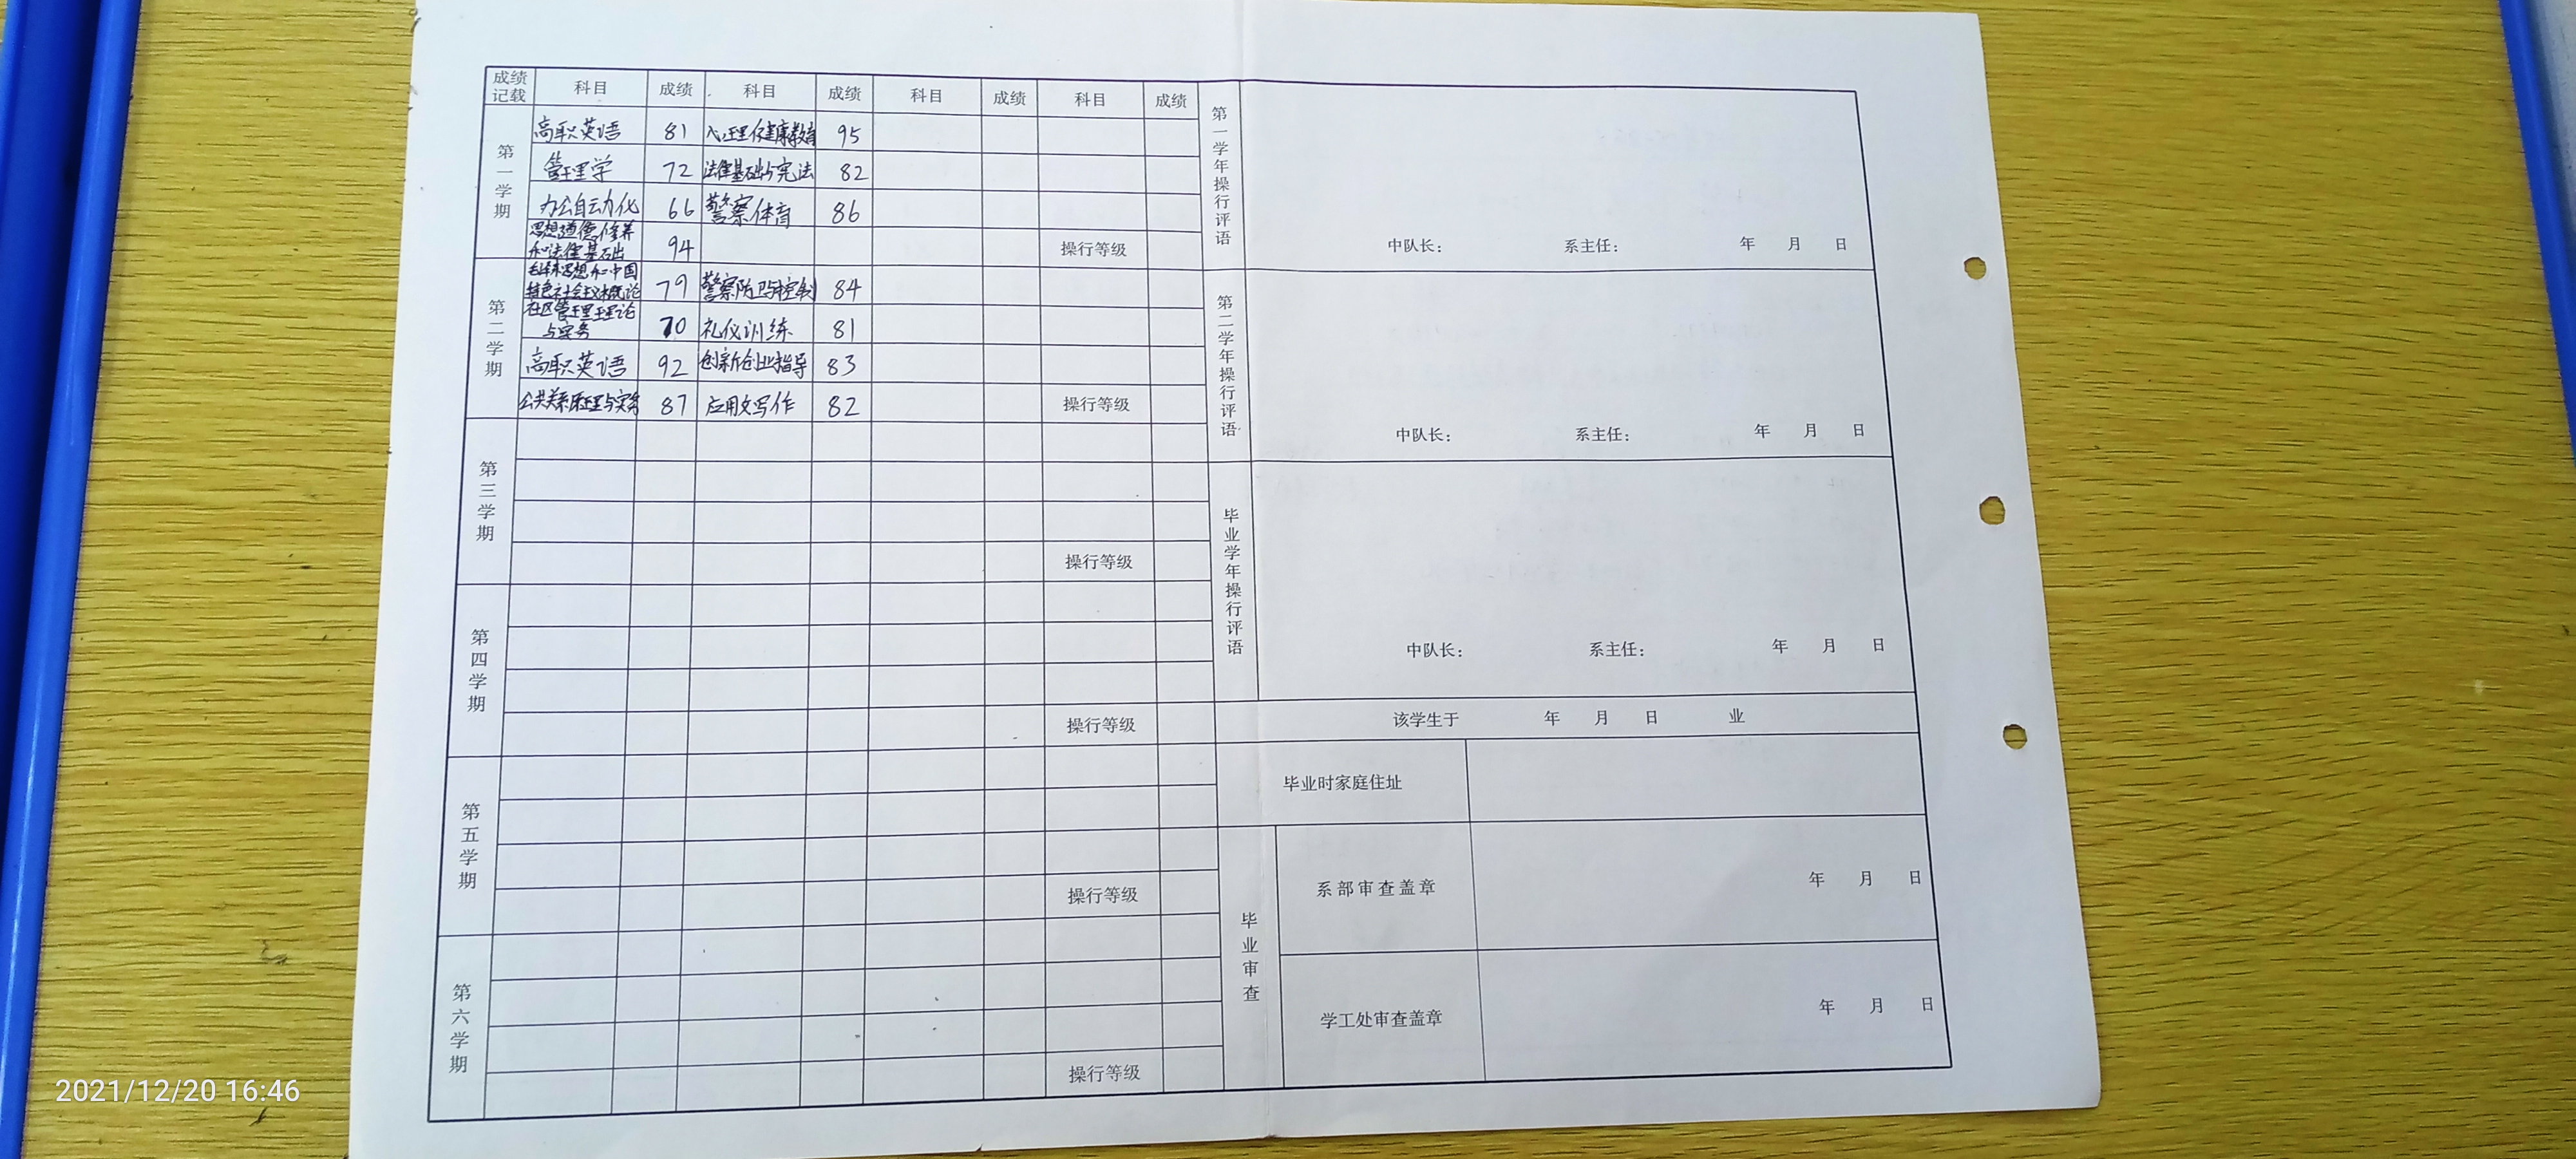 成绩记载 科目 成绩 科目 成绩 科目 成绩 科目 成绩
第一学期
高职英语 81 心理健康教育 95
管理学 72 法律基础与宪法 82
办公自动化 66 警察体育 86
思想道德修养
和法律基础 94 操行等级
第二学期
毛泽东思想和中国
特色社会主义概论 79 警察防卫与控制 84
社区管理理论
与实务 70 礼仪训练 81
高职英语 92 创新创业指导 83
公共关系原理与实务 87 应用文写作 82 操行等级
第三学期
操行等级
第四学期
操行等级
第五学期
操行等级
第六学期
操行等级
第一学年操行评语
中队长： 系主任： 年 月 日
第二学年操行评语
中队长： 系主任： 年 月 日
毕业学年操行评语
中队长： 系主任： 年 月 日
该学生于 年 月 日 业
毕业时家庭住址
毕业审查
系部审查盖章 年 月 日
学工处审查盖章 年 月 日
2021/12/20 16:46